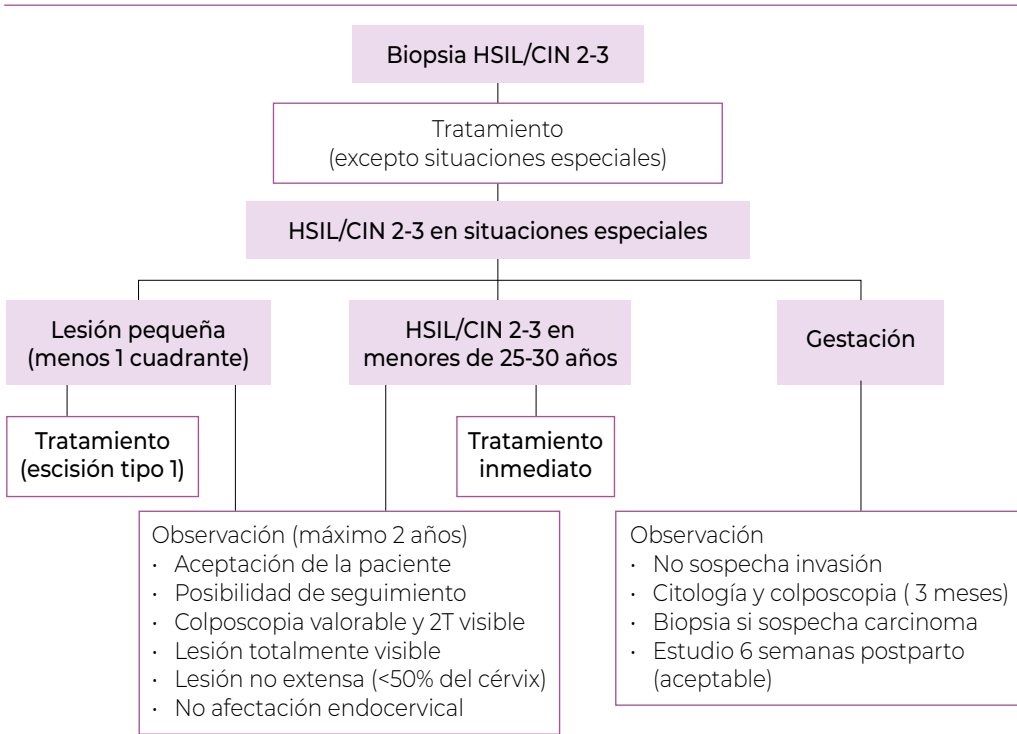 Biopsia HSIL/CIN 2-3
Tratamiento
(excepto situaciones especiales)
HSIL/CIN 2-3 en situaciones especiales
Lesión pequeña
(menos 1 cuadrante)
HSIL/CIN 2-3 en
menores de 25-30 años
Gestación
Tratamiento
(escisión tipo 1)
Tratamiento
inmediato
Observación (máximo 2 años)
· Aceptación de la paciente
· Posibilidad de seguimiento
· Colposcopia valorable y 2T visible
· Lesión totalmente visible
· Lesión no extensa (<50% del cérvix)
· No afectación endocervical
Observación
· No sospecha invasión
· Citología y colposcopia ( 3 meses)
· Biopsia si sospecha carcinoma
· Estudio 6 semanas postparto
(aceptable)